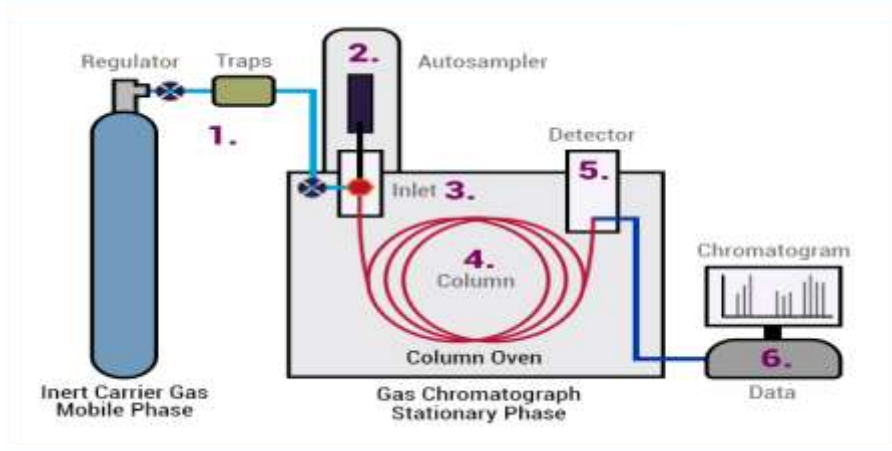 2.
Regulator
Traps
Autosampler
1.
Detector
5.
Inlet 3.
4.
Column
Chromatogram
Column Oven
6.
Inert Carrier Gas
Mobile Phase
Gas Chromatograph
Stationary Phase
Data